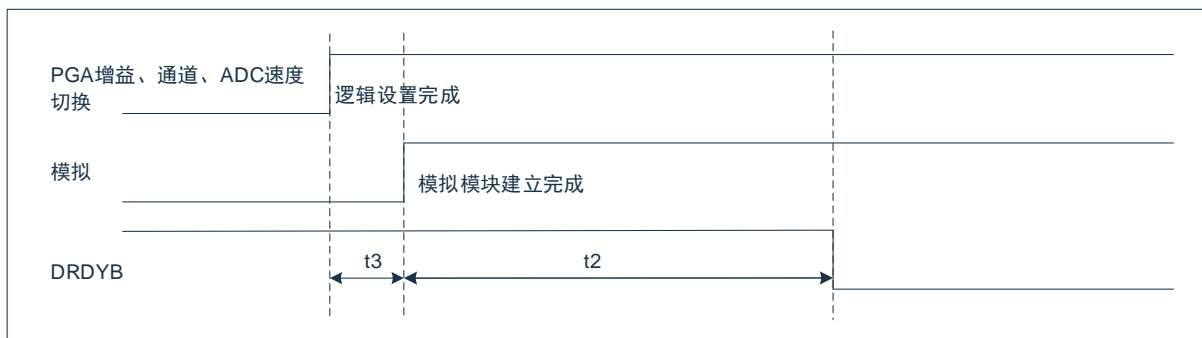 PGA增益、通道、ADC速度
切换
逻辑设置完成
模拟
模拟模块建立完成
DRDYB
t3
t2